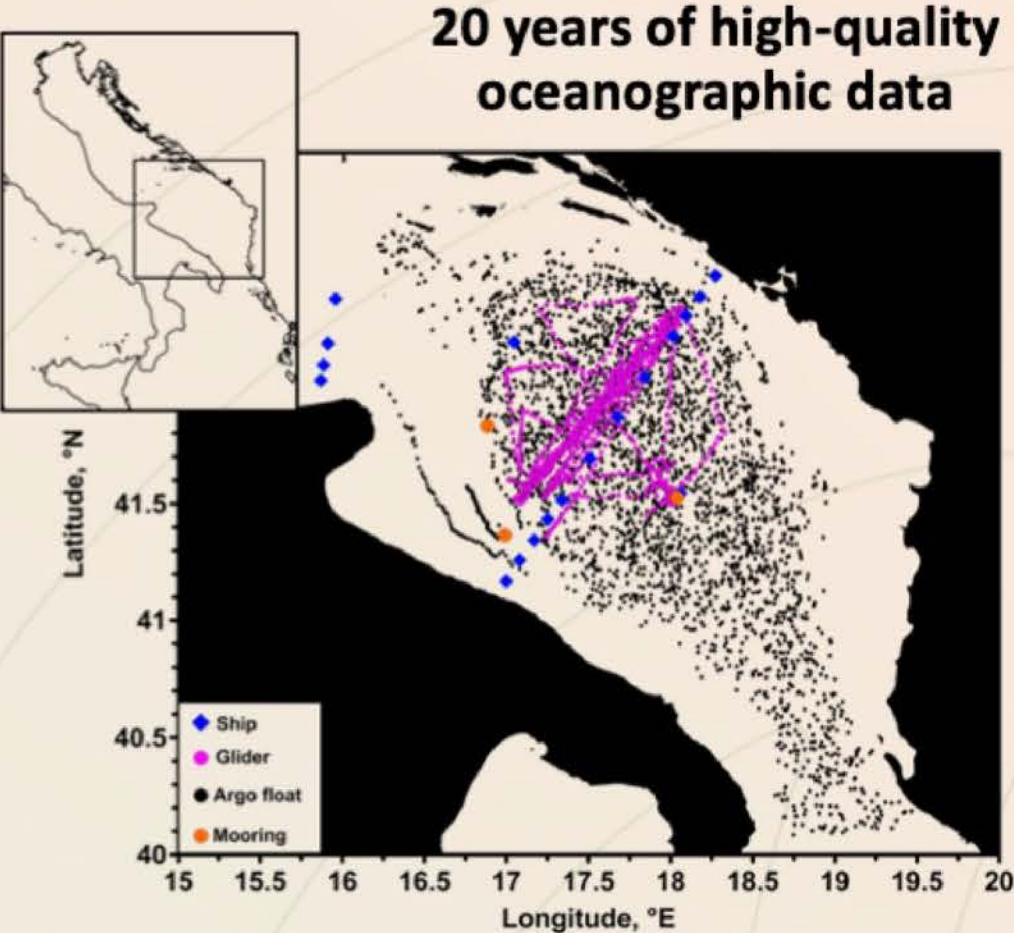 20 years of high-quality
oceanographic data
Latitude, °N
41.5
41
40.5
40
Ship
Glider
Argo float
Mooring
15 15.5 16 16.5 17 17.5 18 18.5 19 19.5 20
Longitude, °E